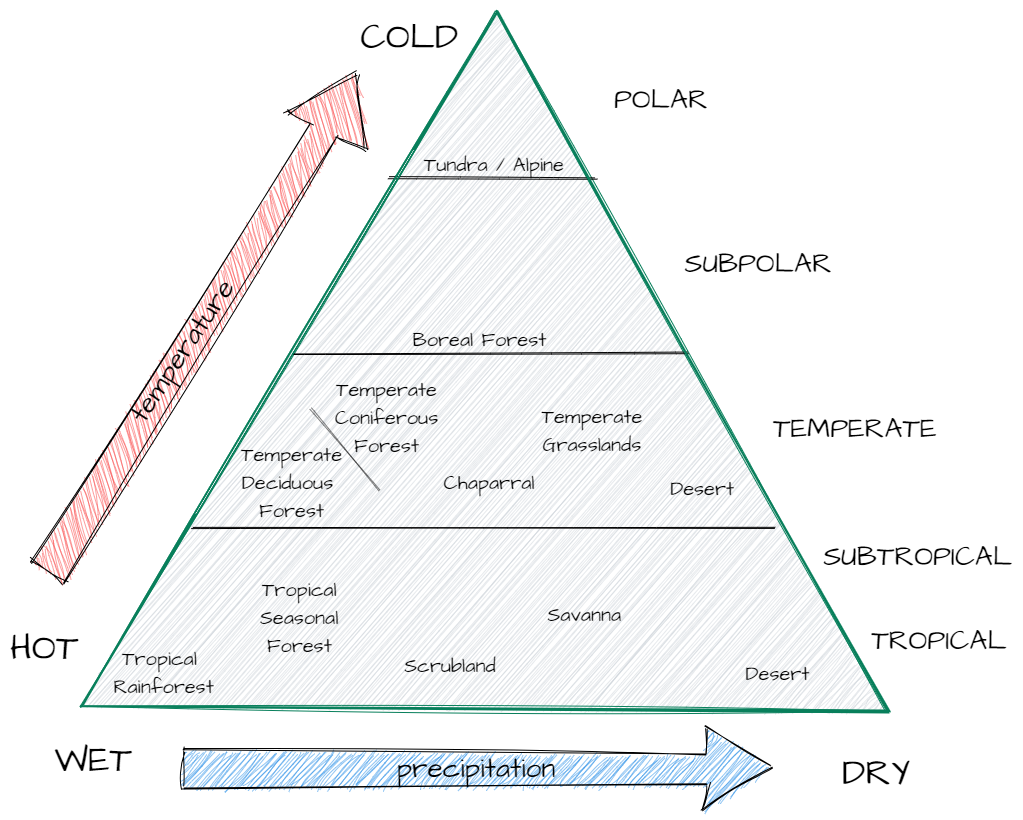 COLD
POLAR
Tundra / Alpine
SUBPOLAR
temperature
Boreal Forest
Temperate
Coniferous
Forest
Temperate
Grasslands
TEMPERATE
Temperate
Deciduous
Forest
Chaparral
Desert
SUBTROPICAL
Tropical
Seasonal
Forest
Savanna
HOT
TROPICAL
Tropical
Rainforest
Scrubland
Desert
WET
precipitation
DRY